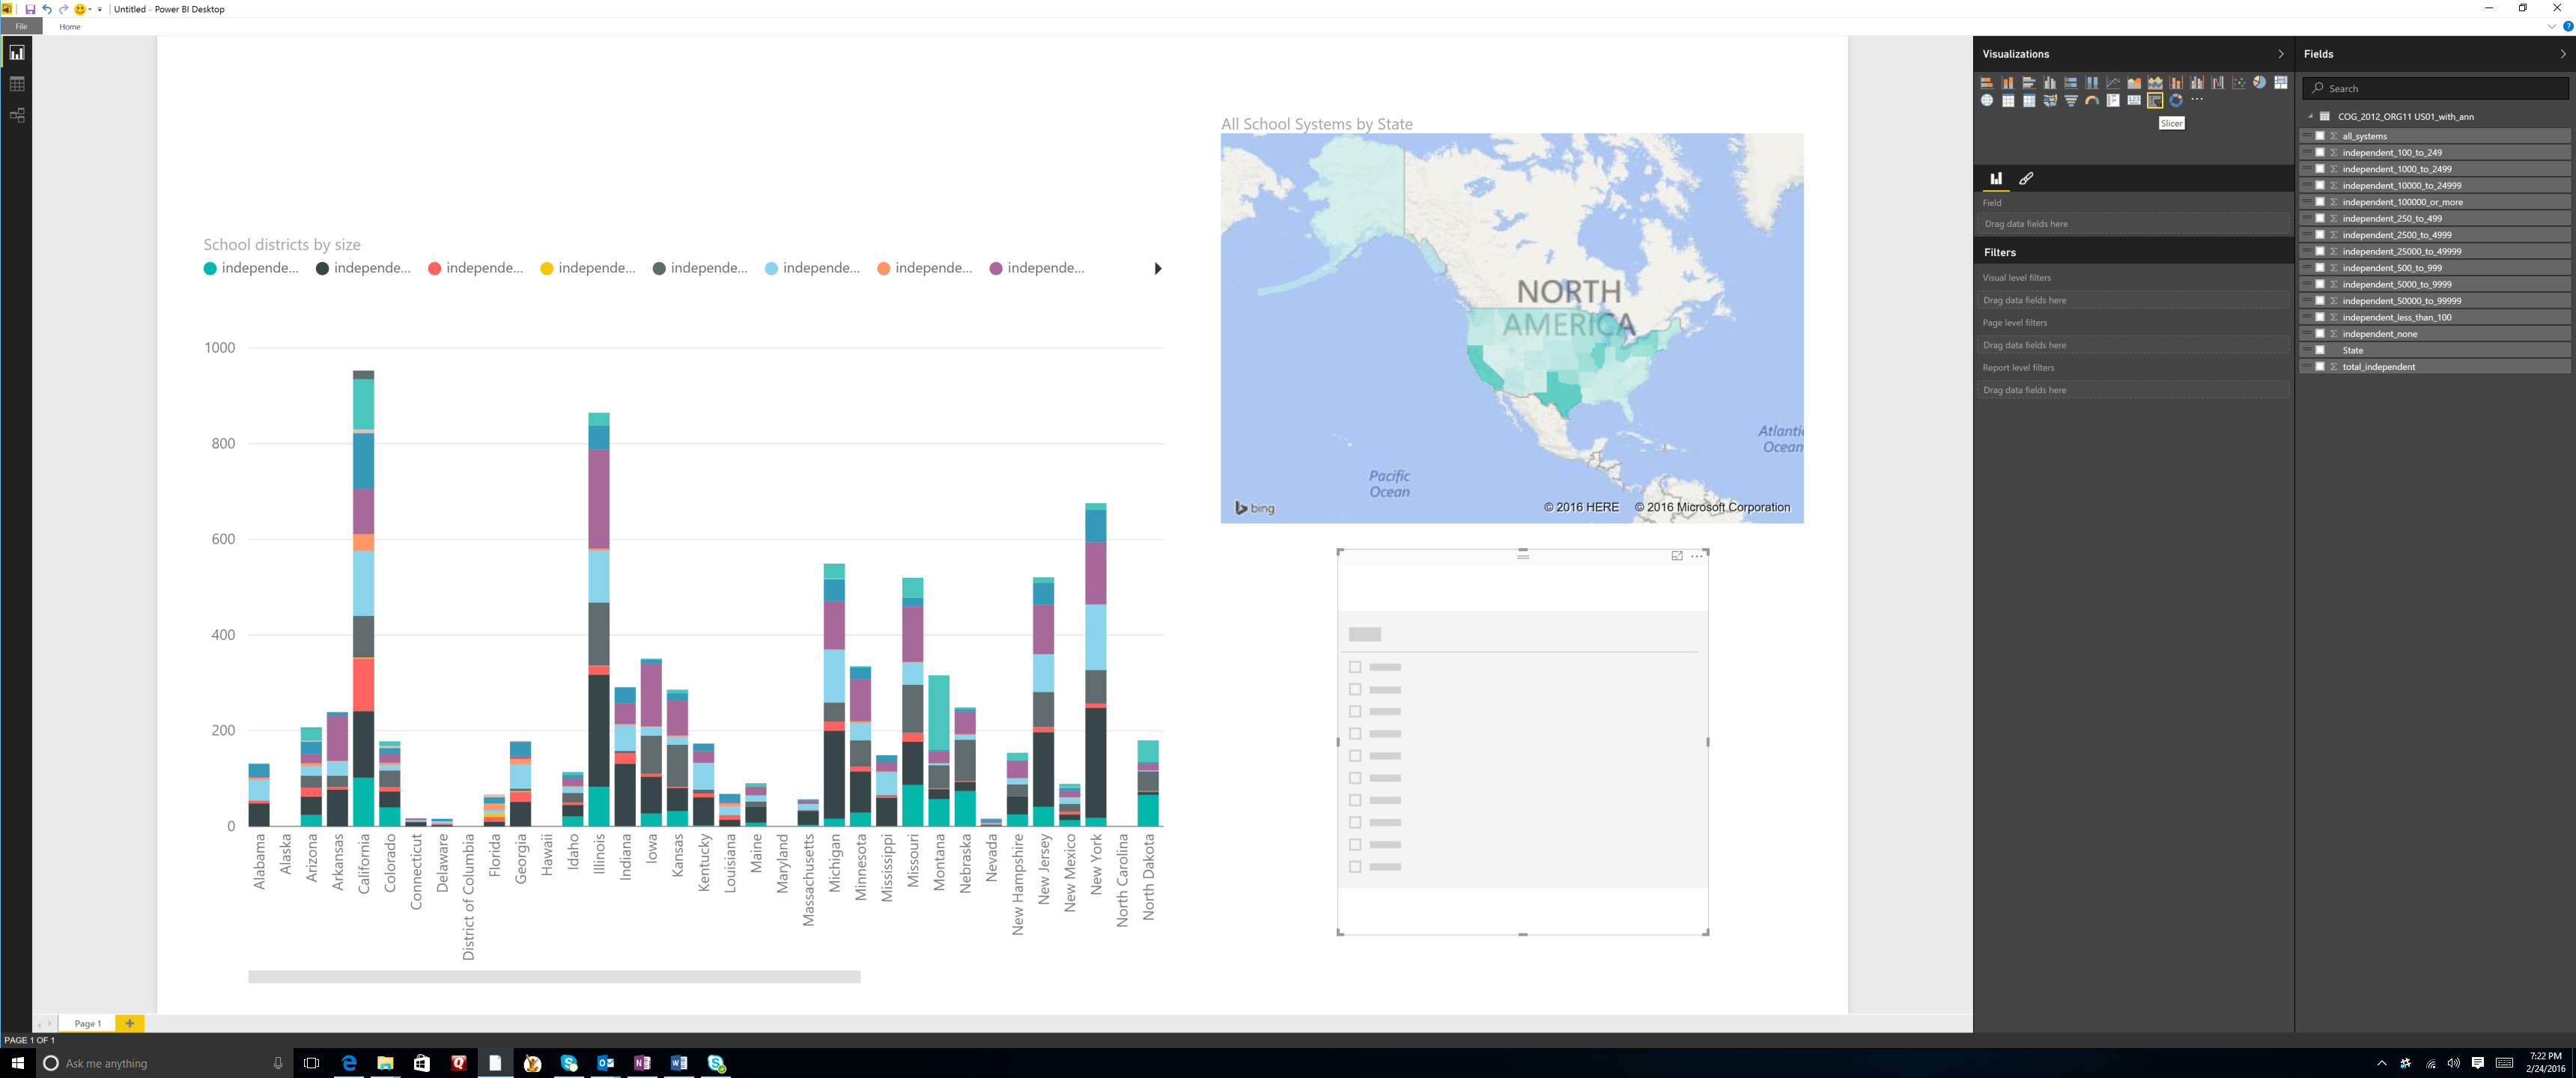 Untitled - Power BI Desktop
File
Home
Visualizations
Slicer
Field
Drag data fields here
Filters
Visual level filters
Drag data fields here
Page level filters
Drag data fields here
Report level filters
Drag data fields here
Fields
Search
COG_2012_ORG11 US01_with_ann
all_systems
independent_100_to_249
independent_1000_to_2499
independent_10000_to_24999
independent_100000_or_more
independent_250_to_499
independent_2500_to_4999
independent_25000_to_49999
independent_500_to_999
independent_5000_to_9999
independent_50000_to_99999
independent_less_than_100
independent_none
State
total_independent
School districts by size
independe... independe... independe... independe... independe... independe... independe... independe...
1000
800
600
400
200
0
Alabama
Alaska
Arizona
Arkansas
California
Colorado
Connecticut
Delaware
District of Columbia
Florida
Georgia
Hawaii
Idaho
Illinois
Indiana
Iowa
Kansas
Kentucky
Louisiana
Maine
Maryland
Massachusetts
Michigan
Minnesota
Mississippi
Missouri
Montana
Nebraska
Nevada
New Hampshire
New Jersey
New Mexico
New York
North Carolina
North Dakota
All School Systems by State
NORTH
AMERICA
Pacific
Ocean
Atlantic
Ocean
bing
© 2016 HERE © 2016 Microsoft Corporation
Page 1
PAGE 1 OF 1
Ask me anything
7:22 PM
2/24/2016